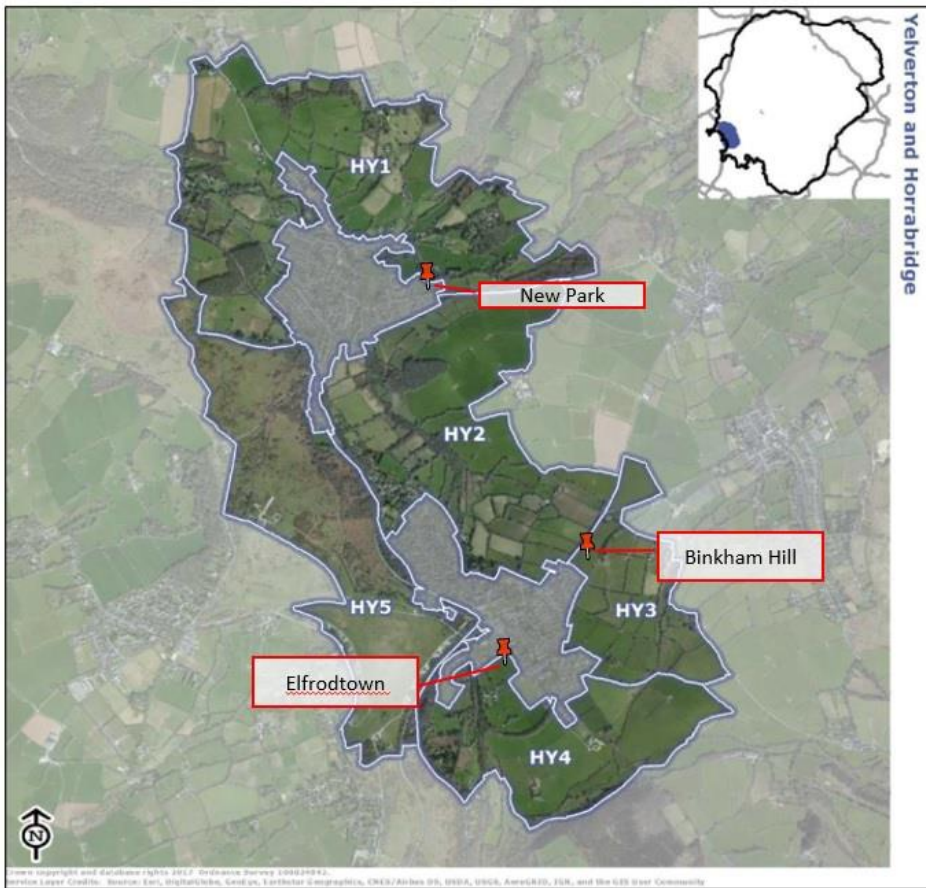 Yelverton and Horrabridge
HY1
New Park
HY2
Binkham Hill
HY5
HY3
Elfrodtown
HY4
N
Crown copyright and database rights 2017 Ordnance Survey 100024842.
Service Layer Credits: Source: Esri, DigitalGlobe, GeoEye, Earthstar Geographics, CNES/Airbus DS, USDA, USGS, AeroGRID, IGN, and the GIS User Community